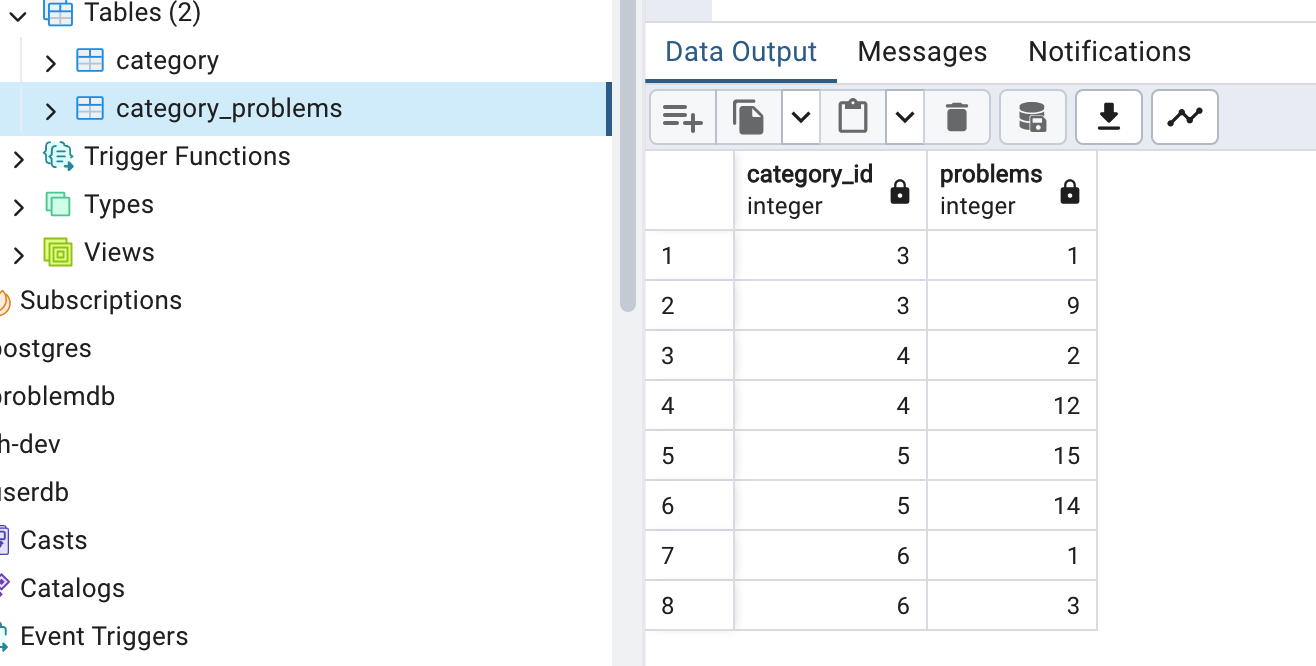 Tables (2)
category
category_problems
Trigger Functions
Types
Views
Subscriptions
postgres
problemdb
h-dev
userdb
Casts
Catalogs
Event Triggers
Data Output Messages Notifications
category_id problems
integer integer
1 3 1
2 3 9
3 4 2
4 4 12
5 5 15
6 5 14
7 6 1
8 6 3